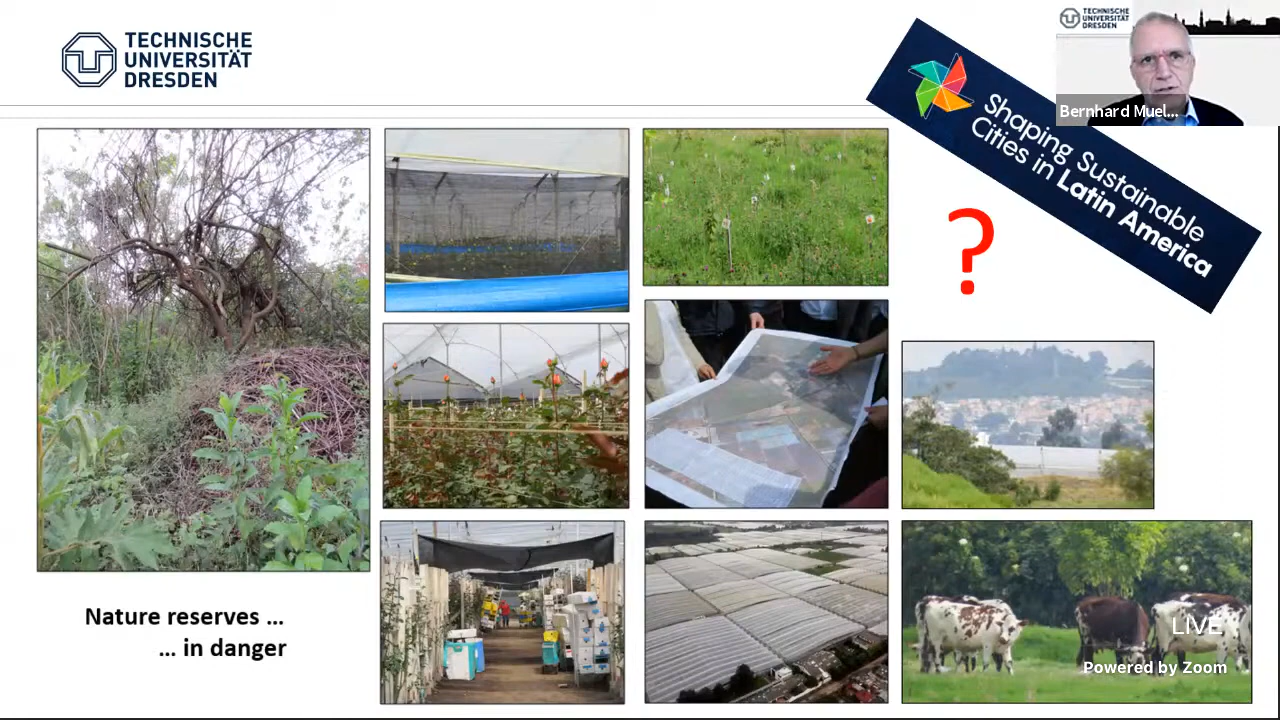 TECHNISCHE
UNIVERSITÄT
DRESDEN
TECHNISCHE
UNIVERSITÄT
DRESDEN
Bernhard Muel...
Shaping Sustainable
Cities in Latin America
?
Nature reserves ...
... in danger
LIVE
Powered by Zoom